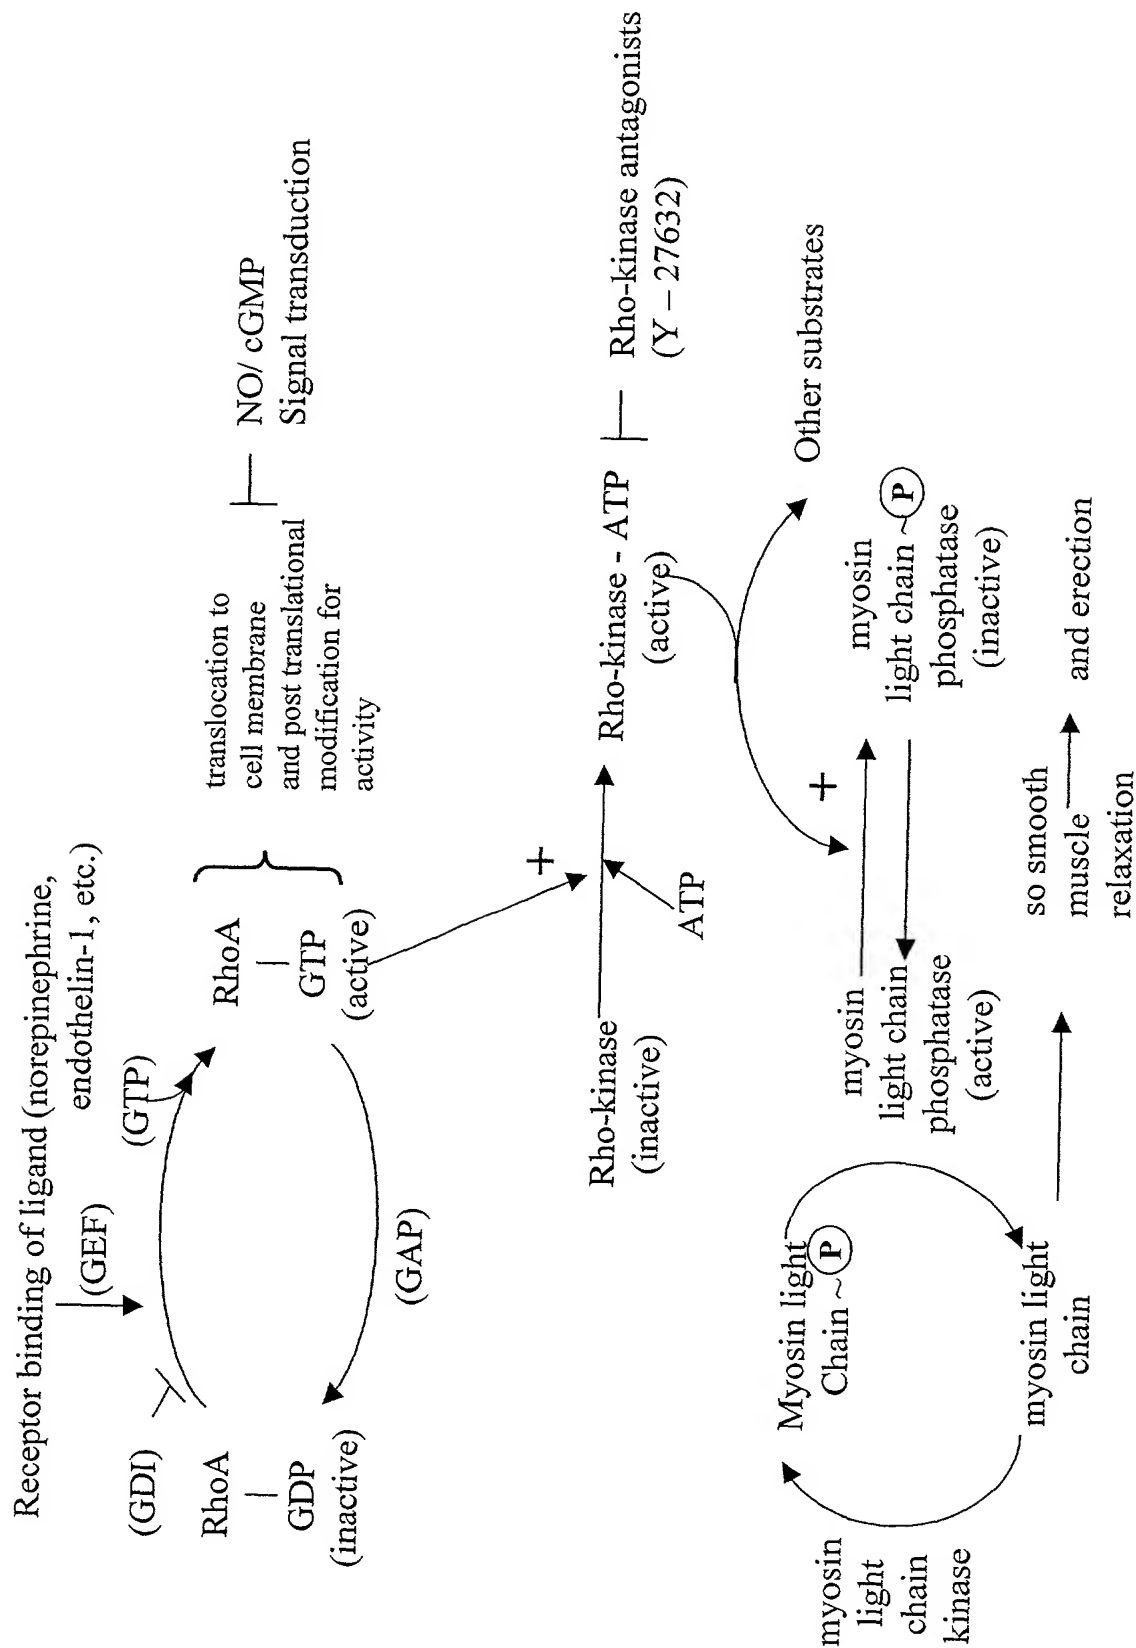 Receptor binding of ligand (norepinephrine,
endothelin-1, etc.)
(GEF)
(GTP)
(GDI)
RhoA
GDP
(inactive)
(GAP)
RhoA
GTP
(active)
translocation to
cell membrane
and post translational
modification for
activity
NO/ cGMP
Signal transduction
Rho-kinase
(inactive)
+
ATP
Rho-kinase - ATP
(active)
Rho-kinase antagonists
(Y – 27632)
Other substrates
+
myosin
light chain
phosphatase
(active)
myosin
light chain ~ P
phosphatase
(inactive)
Myosin light
Chain ~ P
myosin
light
chain
kinase
myosin light
chain
so smooth
muscle
relaxation
and erection